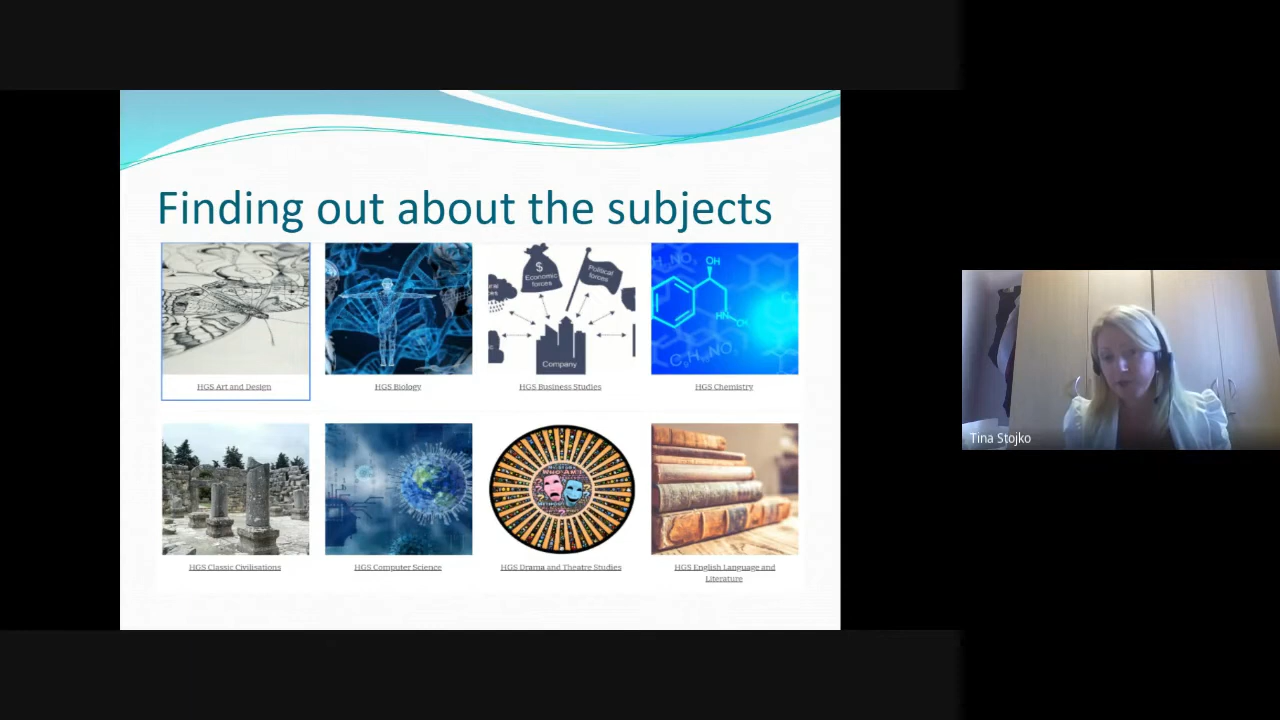 Finding out about the subjects
$
Economic
forces
Political
forces
Company
OH
HN
HGS Art and Design
HGS Biology
HGS Business Studies
HGS Chemistry
HGS Classic Civilisations
HGS Computer Science
HGS Drama and Theatre Studies
HGS English Language and
Literature
Tina Stojko